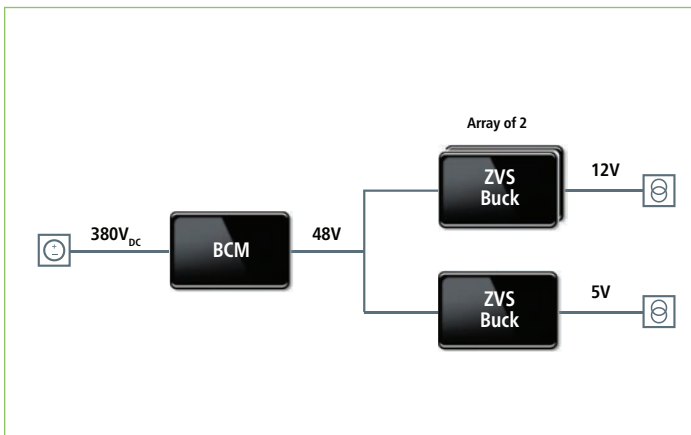 Array of 2
ZVS
Buck
12V
380VDC
BCM
48V
ZVS
Buck
5V